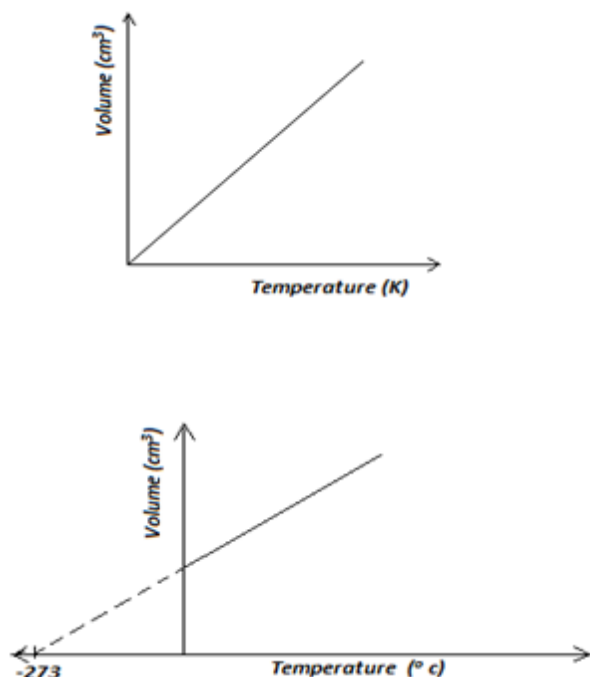 Volume (cm³)
Temperature (K)
Volume (cm³)
-273
Temperature (º c)